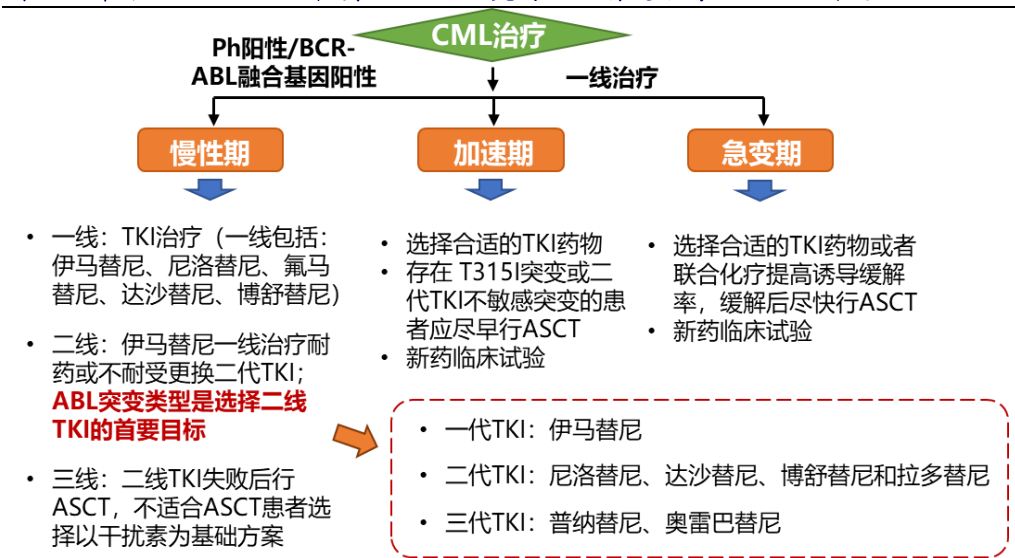 CML治疗
Ph阳性/BCR-
ABL融合基因阳性
一线治疗
慢性期
加速期
急变期
• 一线：TKI治疗（一线包括：
伊马替尼、尼洛替尼、氟马
替尼、达沙替尼、博舒替尼）
• 二线：伊马替尼一线治疗耐
药或不耐受更换二代TKI；
ABL突变类型是选择二线
TKI的首要目标
• 三线：二线TKI失败后行
ASCT，不适合ASCT患者选
择以干扰素为基础方案
• 选择合适的TKI药物
• 存在 T315I突变或二
代TKI不敏感突变的患
者应尽早行ASCT
• 新药临床试验
• 选择合适的TKI药物或者
联合化疗提高诱导缓解
率，缓解后尽快行ASCT
• 新药临床试验
• 一代TKI：伊马替尼
• 二代TKI：尼洛替尼、达沙替尼、博舒替尼和拉多替尼
• 三代TKI：普纳替尼、奥雷巴替尼